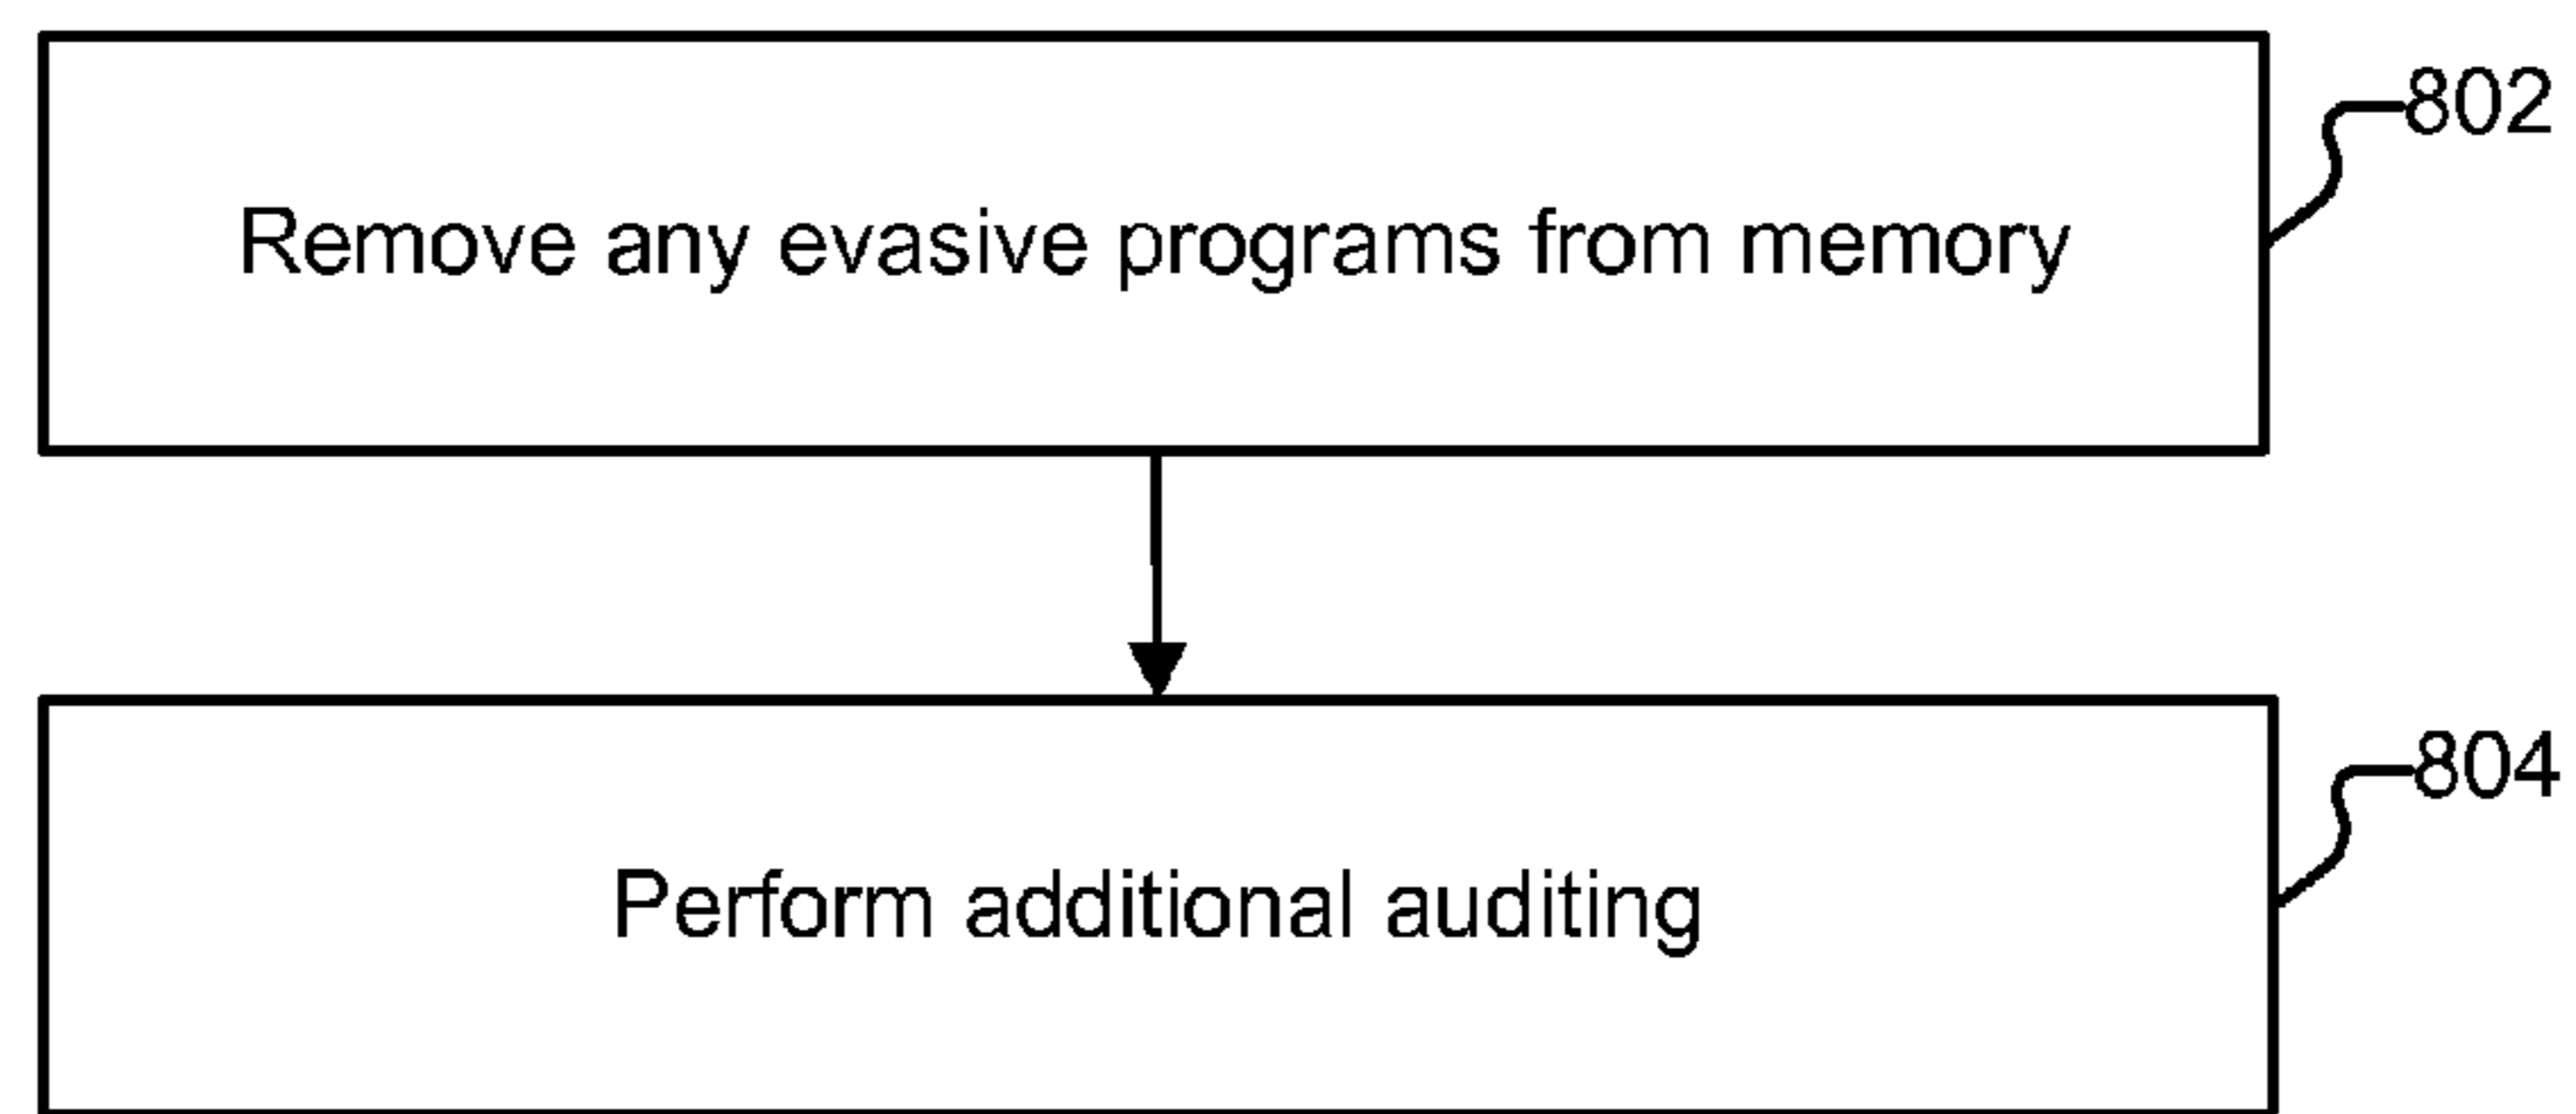 802
Remove any evasive programs from memory
804
Perform additional auditing